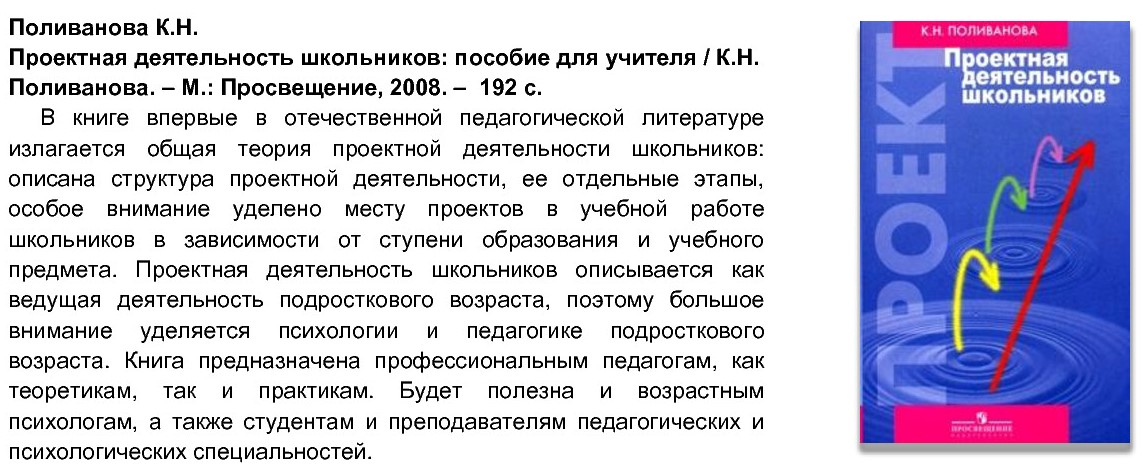 Поливанова К.Н.
Проектная деятельность школьников: пособие для учителя / К.Н.
Поливанова. – М.: Просвещение, 2008. – 192 с.
В книге впервые в отечественной педагогической литературе
излагается общая теория проектной деятельности школьников:
описана структура проектной деятельности, ее отдельные этапы,
особое внимание уделено месту проектов в учебной работе
школьников в зависимости от ступени образования и учебного
предмета. Проектная деятельность школьников описывается как
ведущая деятельность подросткового возраста, поэтому большое
внимание уделяется психологии и педагогике подросткового
возраста. Книга предназначена профессиональным педагогам, как
теоретикам, так и практикам. Будет полезна и возрастным
психологам, а также студентам и преподавателям педагогических и
психологических специальностей.
К.Н. ПОЛИВАНОВА
Проектная
деятельность
школьников
ПРОЕКТ
ПРОСВЕЩЕНИЕ
ИЗДАТЕЛЬСТВО